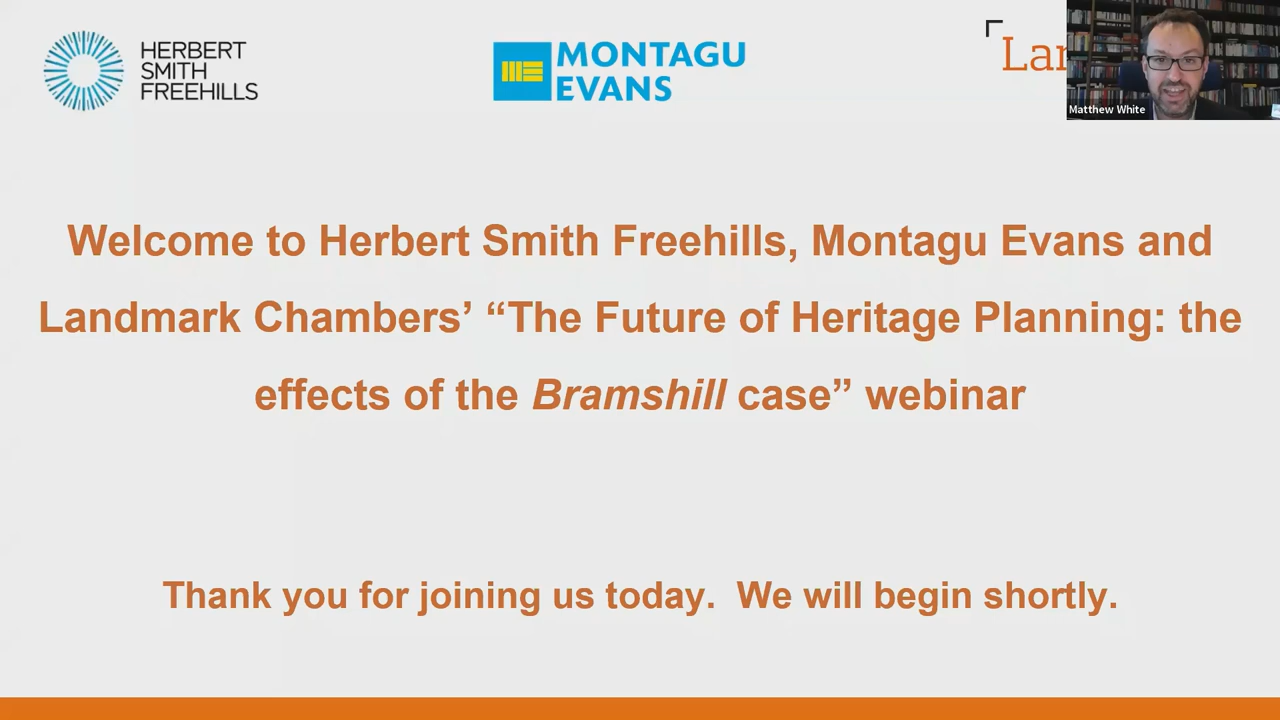 HERBERT
SMITH
FREEHILLS
MONTAGU
EVANS
Matthew White
Welcome to Herbert Smith Freehills, Montagu Evans and
Landmark Chambers’ “The Future of Heritage Planning: the
effects of the Bramshill case” webinar
Thank you for joining us today.  We will begin shortly.